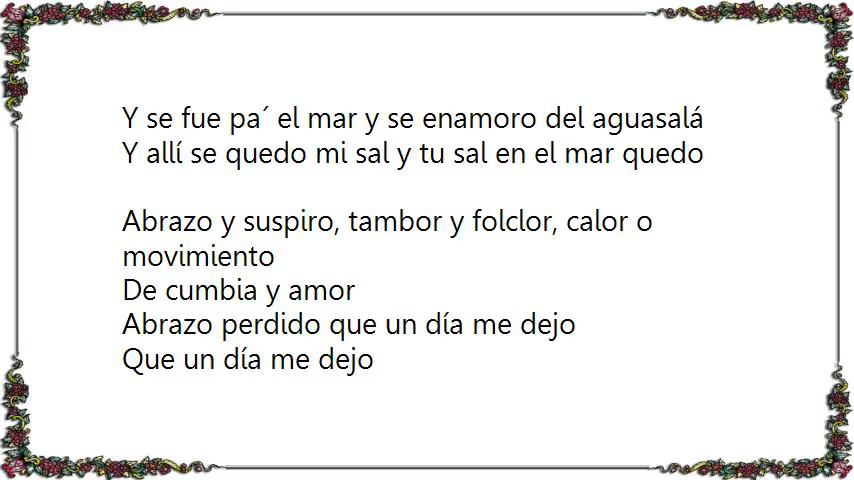 Y se fue pa´ el mar y se enamoro del aguasalá
Y allí se quedo mi sal y tu sal en el mar quedo
Abrazo y suspiro, tambor y folclor, calor o
movimiento
De cumbia y amor
Abrazo perdido que un día me dejo
Que un día me dejo